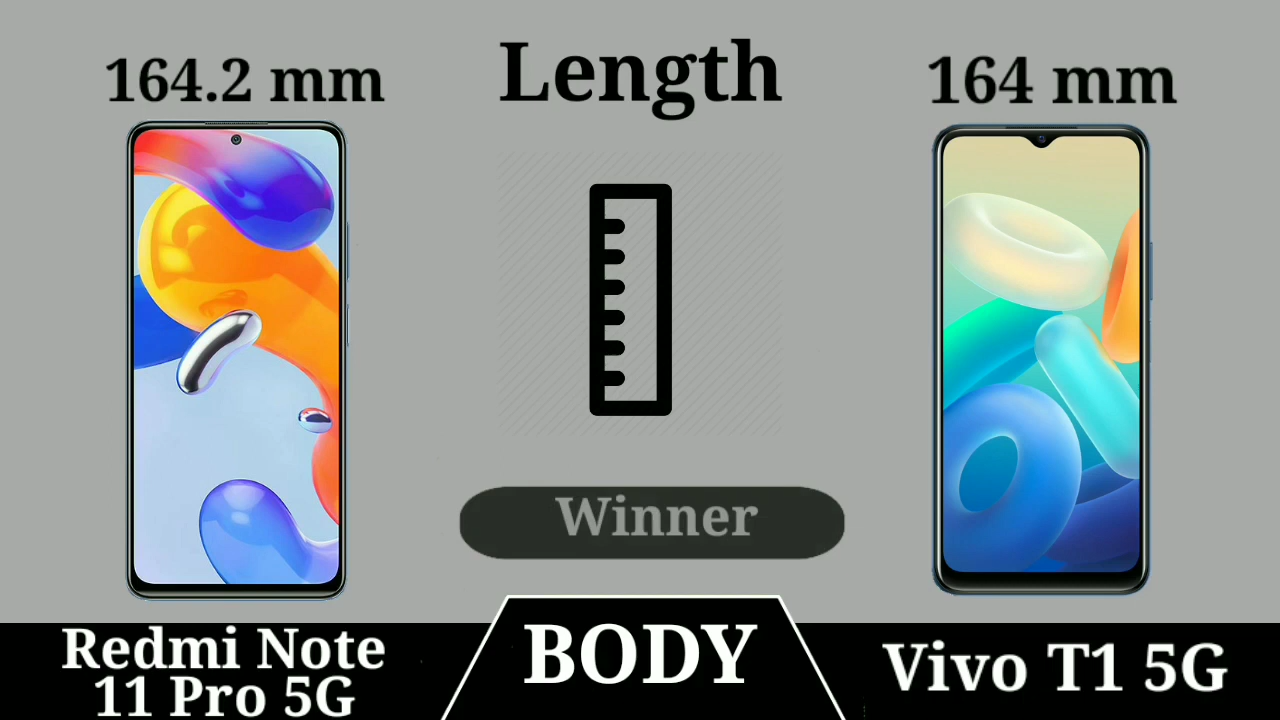 Length
164.2 mm
164 mm
Winner
Redmi Note
11 Pro 5G
BODY
Vivo T1 5G